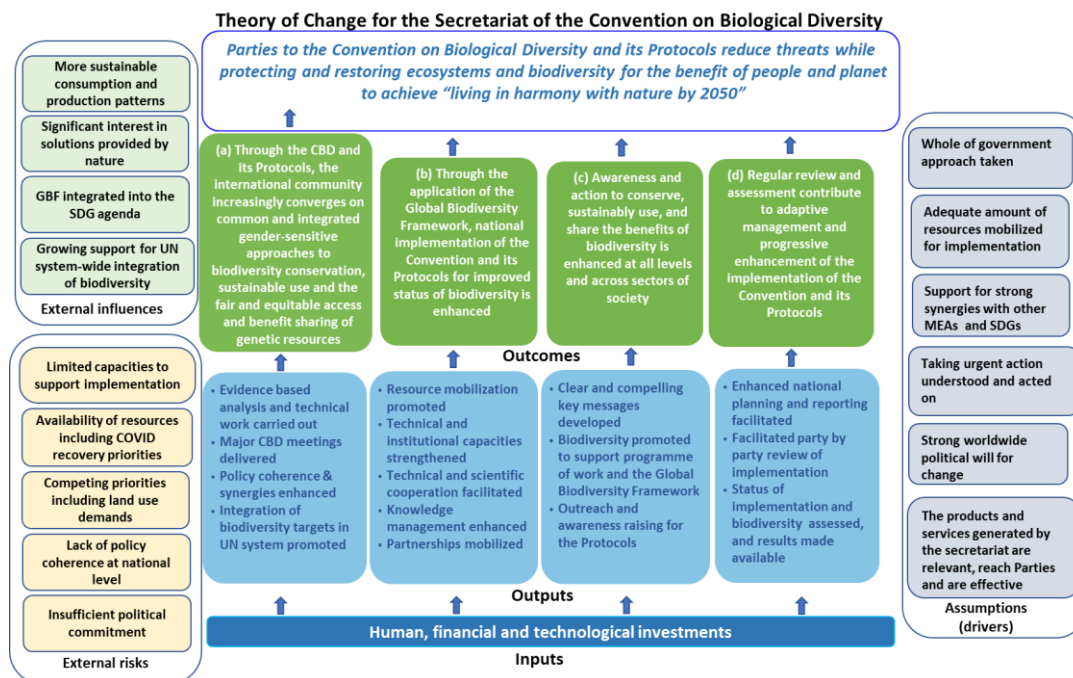 Theory of Change for the Secretariat of the Convention on Biological Diversity
Parties to the Convention on Biological Diversity and its Protocols reduce threats while
protecting and restoring ecosystems and biodiversity for the benefit of people and planet
to achieve “living in harmony with nature by 2050”
More sustainable
consumption and
production patterns
Significant interest in
solutions provided by
nature
GBF integrated into the
SDG agenda
Growing support for UN
system-wide integration
of biodiversity
External influences
Limited capacities to
support implementation
Availability of resources
including COVID
recovery priorities
Competing priorities
including land use
demands
Lack of policy
coherence at national
level
Insufficient political
commitment
External risks
(a) Through the CBD and
its Protocols, the
international community
increasingly converges on
common and integrated
gender-sensitive
approaches to
biodiversity conservation,
sustainable use and the
fair and equitable access
and benefit sharing of
genetic resources
(b) Through the
application of the
Global Biodiversity
Framework, national
implementation of the
Convention and its
Protocols for improved
status of biodiversity is
enhanced
(c) Awareness and
action to conserve,
sustainably use, and
share the benefits of
biodiversity is
enhanced at all levels
and across sectors of
society
(d) Regular review and
assessment contribute
to adaptive
management and
progressive
enhancement of the
implementation of the
Convention and its
Protocols
Outcomes
• Evidence based
analysis and technical
work carried out
• Major CBD meetings
delivered
• Policy coherence &
synergies enhanced
• Integration of
biodiversity targets in
UN system promoted
• Resource mobilization
promoted
• Technical and
institutional capacities
strengthened
• Technical and scientific
cooperation facilitated
• Knowledge
management enhanced
• Partnerships mobilized
• Clear and compelling
key messages
developed
• Biodiversity promoted
to support programme
of work and the Global
Biodiversity Framework
• Outreach and
awareness raising for
the Protocols
• Enhanced national
planning and reporting
facilitated
• Facilitated party by
party review of
implementation
• Status of
implementation and
biodiversity assessed,
and results made
available
Outputs
Human, financial and technological investments
Inputs
Whole of government
approach taken
Adequate amount of
resources mobilized for
implementation
Support for strong
synergies with other
MEAs and SDGs
Taking urgent action
understood and acted
on
Strong worldwide
political will for
change
The products and
services generated by
the secretariat are
relevant, reach Parties
and are effective
Assumptions
(drivers)